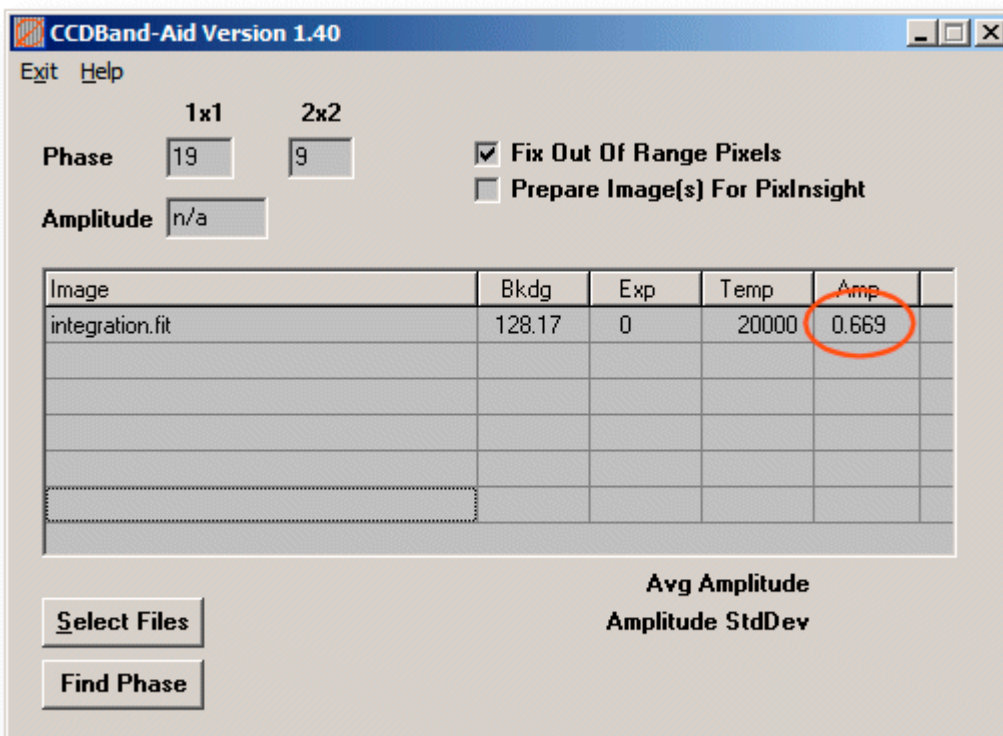 CCDBand-Aid Version 1.40
Exit Help
1x1 2x2
Phase 19 9
Fix Out Of Range Pixels
Prepare Image(s) For PixInsight
Amplitude n/a
Image Bkdg Exp Temp Amp
integration.fit 128.17 0 20000 0.669
Avg Amplitude
Select Files
Amplitude StdDev
Find Phase